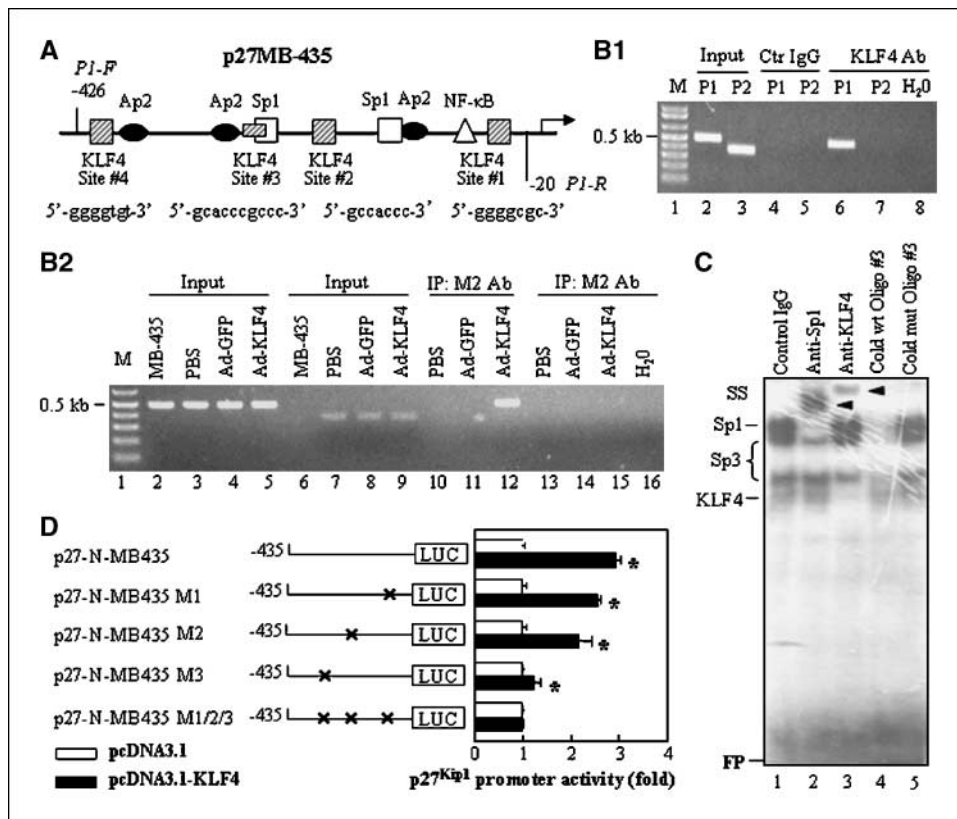 A
p27MB-435
P1-F
-426
Ap2
Ap2
Sp1
Sp1
Ap2
NF-κB
KLF4
Site #4
KLF4
Site #3
KLF4
Site #2
KLF4
Site #1
-20 P1-R
5'-ggggtgt-3'
5'-gcacccgccc-3'
5'-gccaccc-3'
5'-ggggcgc-3'
B1
Input
Ctr IgG
KLF4 Ab
M P1 P2 P1 P2 P1 P2 H20
0.5 kb
1 2 3 4 5 6 7 8
B2
Input
Input
IP: M2 Ab
IP: M2 Ab
M
MB-435
PBS
Ad-GFP
Ad-KLF4
MB-435
PBS
Ad-GFP
Ad-KLF4
PBS
Ad-GFP
Ad-KLF4
PBS
Ad-GFP
Ad-KLF4
H20
0.5 kb
1 2 3 4 5 6 7 8 9 10 11 12 13 14 15 16
C
Control IgG
Anti-Sp1
Anti-KLF4
Cold wt Oligo #3
Cold mut Oligo #3
SS
Sp1
Sp3
KLF4
FP
1 2 3 4 5
D
p27-N-MB435 -435 LUC *
p27-N-MB435 M1 -435 LUC *
p27-N-MB435 M2 -435 LUC *
p27-N-MB435 M3 -435 LUC *
p27-N-MB435 M1/2/3 -435 LUC
pcDNA3.1
pcDNA3.1-KLF4
0 1 2 3 4
p27Kip1 promoter activity (fold)